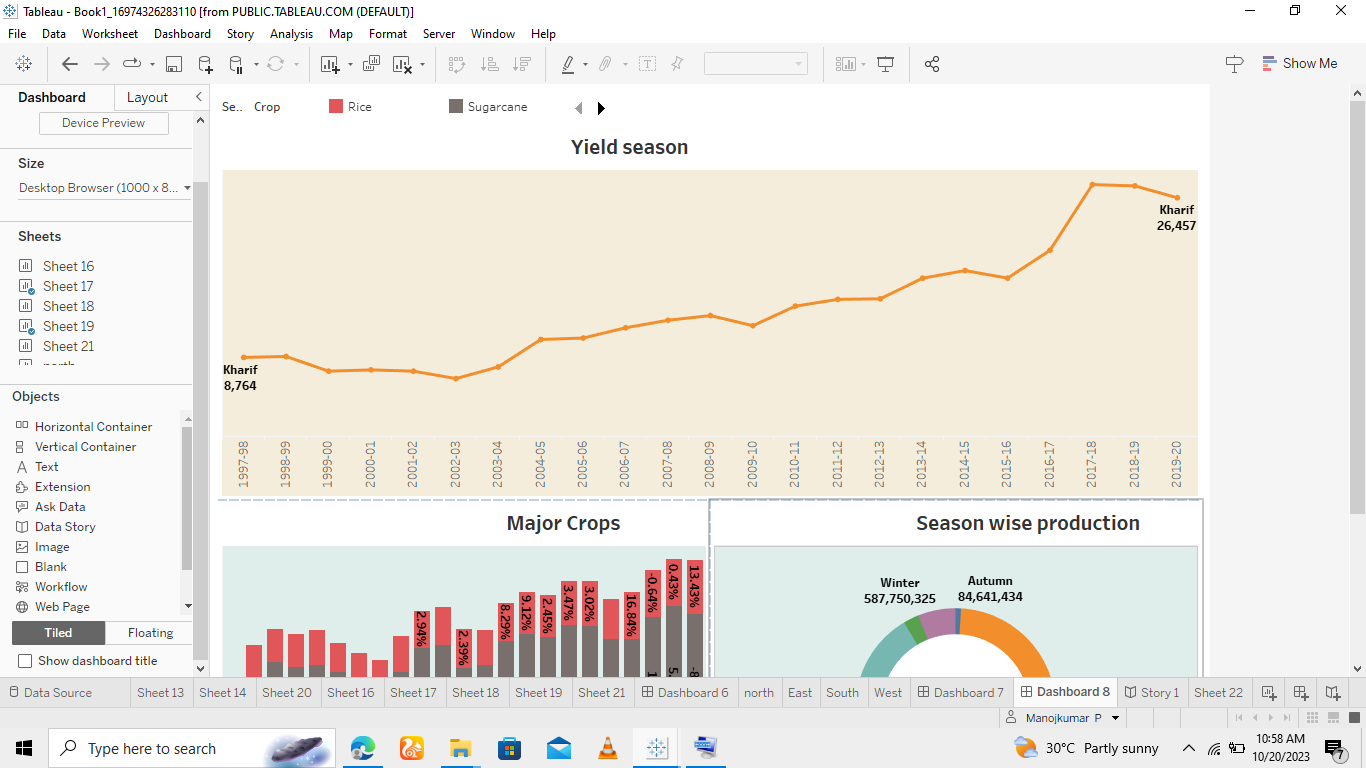 Tableau - Book1_16974326283110 [from PUBLIC.TABLEAU.COM (DEFAULT)]
File Data Worksheet Dashboard Story Analysis Map Format Server Window Help
Show Me
Dashboard Layout
Device Preview
Size
Desktop Browser (1000 x 8...
Sheets
Sheet 16
Sheet 17
Sheet 18
Sheet 19
Sheet 21
Objects
Horizontal Container
Vertical Container
Text
Extension
Ask Data
Data Story
Image
Blank
Workflow
Web Page
Tiled Floating
Show dashboard title
Se.. Crop Rice Sugarcane
Yield season
Kharif
26,457
Kharif
8,764
1997-98 1998-99 1999-00 2000-01 2001-02 2002-03 2003-04 2004-05 2005-06 2006-07 2007-08 2008-09 2009-10 2010-11 2011-12 2012-13 2013-14 2014-15 2015-16 2016-17 2017-18 2018-19 2019-20
Major Crops
2.94% 2.39% 8.29% 9.12% 2.45% 3.47% 3.02% 16.84% -0.64% 0.43% 13.43%
Season wise production
Winter
587,750,325
Autumn
84,641,434
Data Source Sheet 13 Sheet 14 Sheet 20 Sheet 16 Sheet 17 Sheet 18 Sheet 19 Sheet 21 Dashboard 6 north East South West Dashboard 7 Dashboard 8 Story 1 Sheet 22
Manojkumar P
Type here to search
30°C Partly sunny
10:58 AM
10/20/2023
7